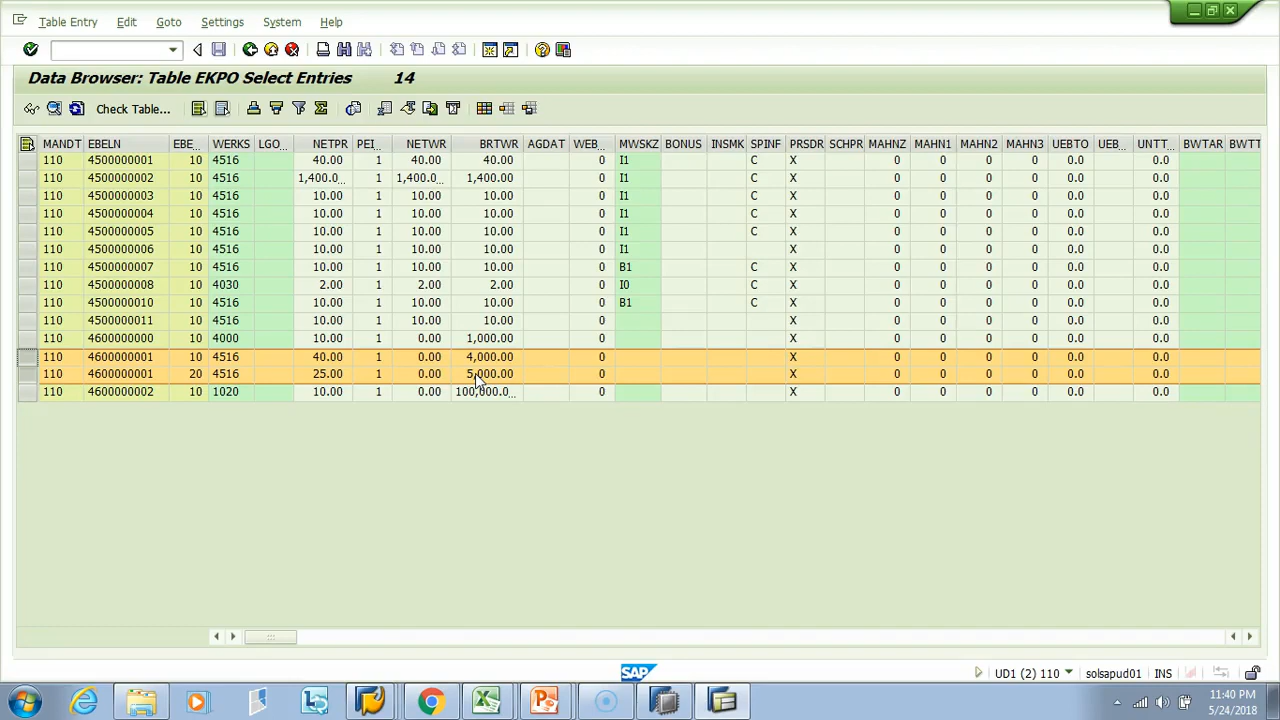 Table Entry Edit Goto Settings System Help
Data Browser: Table EKPO Select Entries 14
Check Table...
MANDT EBELN EBE... WERKS LGO... NETPR PEI... NETWR BRTWR AGDAT WEB... MWSKZ BONUS INSMK SPINF PRSDR SCHPR MAHNZ MAHN1 MAHN2 MAHN3 UEBTO UEB... UNTT... BWTAR BWTT
110 4500000001 10 4516 40.00 1 40.00 40.00 0 I1 C X 0 0 0 0 0.0 0.0
110 4500000002 10 4516 1,400.0... 1 1,400.0... 1,400.00 0 I1 C X 0 0 0 0 0.0 0.0
110 4500000003 10 4516 10.00 1 10.00 10.00 0 I1 C X 0 0 0 0 0.0 0.0
110 4500000004 10 4516 10.00 1 10.00 10.00 0 I1 C X 0 0 0 0 0.0 0.0
110 4500000005 10 4516 10.00 1 10.00 10.00 0 I1 C X 0 0 0 0 0.0 0.0
110 4500000006 10 4516 10.00 1 10.00 10.00 0 I1 X 0 0 0 0 0.0 0.0
110 4500000007 10 4516 10.00 1 10.00 10.00 0 B1 C X 0 0 0 0 0.0 0.0
110 4500000008 10 4030 2.00 1 2.00 2.00 0 I0 C X 0 0 0 0 0.0 0.0
110 4500000010 10 4516 10.00 1 10.00 10.00 0 B1 C X 0 0 0 0 0.0 0.0
110 4500000011 10 4516 10.00 1 10.00 10.00 0 X 0 0 0 0 0.0 0.0
110 4600000000 10 4000 10.00 1 0.00 1,000.00 0 X 0 0 0 0 0.0 0.0
110 4600000001 10 4516 40.00 1 0.00 4,000.00 0 X 0 0 0 0 0.0 0.0
110 4600000001 20 4516 25.00 1 0.00 5,000.00 0 X 0 0 0 0 0.0 0.0
110 4600000002 10 1020 10.00 1 0.00 100,000.0... 0 X 0 0 0 0 0.0 0.0
SAP UD1 (2) 110 solsapud01 INS
11:40 PM
5/24/2018